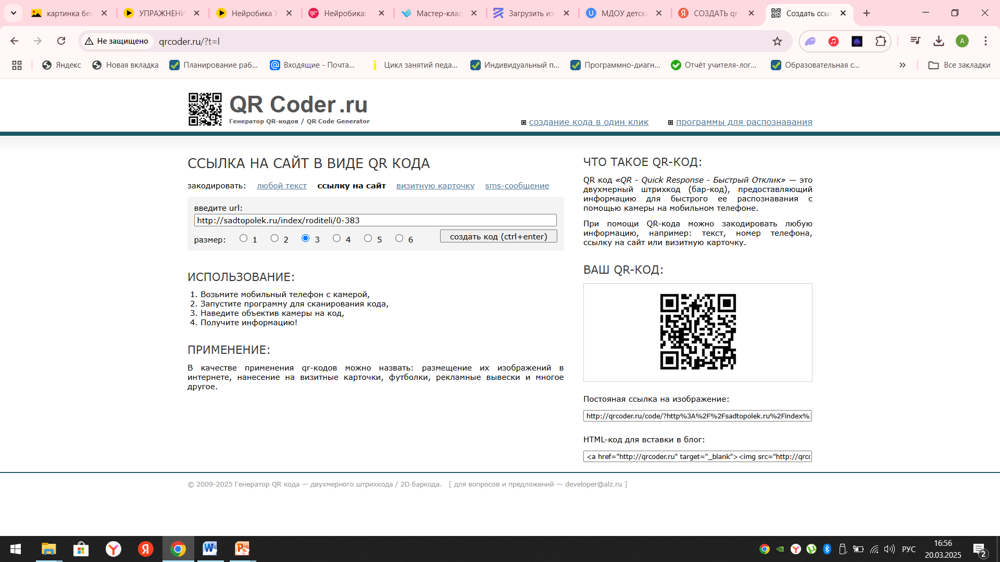 картинка бес
УПРАЖНЕНИ
Нейробика У
Нейробика:
Мастер-клас
Загрузить из
МДОУ детск
СОЗДАТЬ qr
Создать ссы
Не защищено
qrcoder.ru/?t=l
A
Яндекс
Новая вкладка
Планирование раб...
Входящие - Почта...
Цикл занятий педа...
Индивидуальный п...
Программно-диагн...
Отчёт учителя-лог...
Образовательная с...
Все закладки
QR Coder.ru
Генератор QR-кодов / QR Code Generator
создание кода в один клик
программы для распознавания
ССЫЛКА НА САЙТ В ВИДЕ QR КОДА
закодировать: любой текст ссылку на сайт визитную карточку sms-сообщение
введите url:
http://sadtopolek.ru/index/roditeli/0-383
размер: 1 2 3 4 5 6
создать код (ctrl+enter)
ИСПОЛЬЗОВАНИЕ:
1. Возьмите мобильный телефон с камерой,
2. Запустите программу для сканирования кода,
3. Наведите объектив камеры на код,
4. Получите информацию!
ПРИМЕНЕНИЕ:
В качестве применения qr-кодов можно назвать: размещение их изображений в
интернете, нанесение на визитные карточки, футболки, рекламные вывески и многое
другое.
ЧТО ТАКОЕ QR-КОД:
QR код «QR - Quick Response - Быстрый Отклик» — это
двухмерный штрихкод (бар-код), предоставляющий
информацию для быстрого ее распознавания с
помощью камеры на мобильном телефоне.
При помощи QR-кода можно закодировать любую
информацию, например: текст, номер телефона,
ссылку на сайт или визитную карточку.
ВАШ QR-КОД:
Постояная ссылка на изображение:
http://qrcoder.ru/code/?http%3A%2F%2Fsadtopolek.ru%2Findex%
HTML-код для вставки в блог:
<a href="http://qrcoder.ru" target="_blank"><img src="http://qrcc
© 2009-2025 Генератор QR кода — двухмерного штрихкода / 2D баркода. [ для вопросов и предложений — developer@alz.ru ]
РУС
16:56
20.03.2025
2